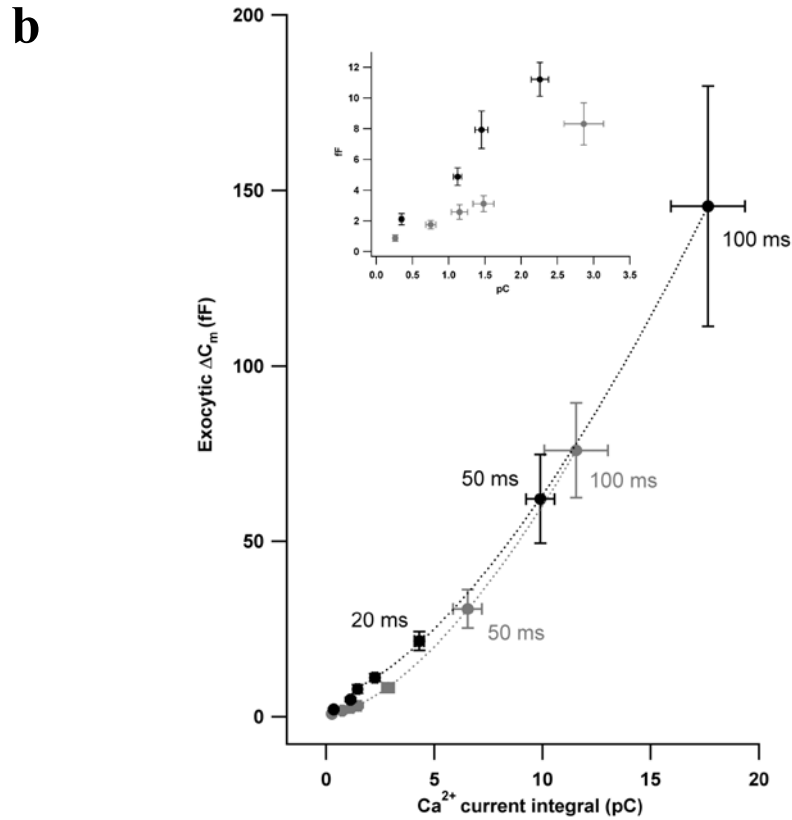 b
200
150
100
50
0
Exocytic ΔCm (fF)
12
10
8
6
4
2
0
fF
0.0 0.5 1.0 1.5 2.0 2.5 3.0 3.5
pC
100 ms
50 ms
100 ms
20 ms
50 ms
0 5 10 15 20
Ca2+ current integral (pC)